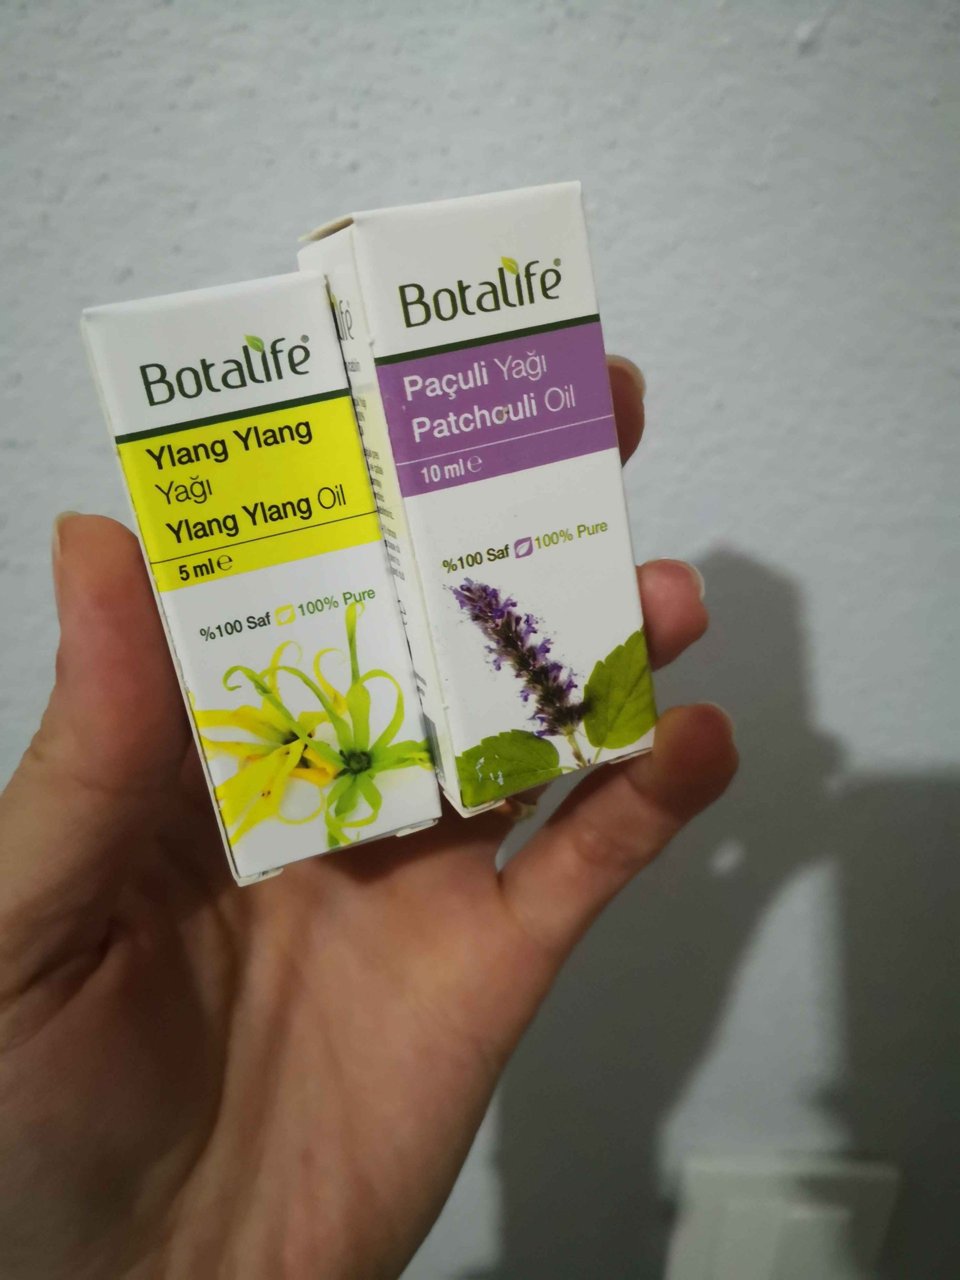 Botalife®
Ylang Ylang
Yağı
Ylang Ylang Oil
5 ml ℮
%100 Saf 100% Pure
Botalife®
Paçuli Yağı
Patchouli Oil
10 ml ℮
%100 Saf 100% Pure